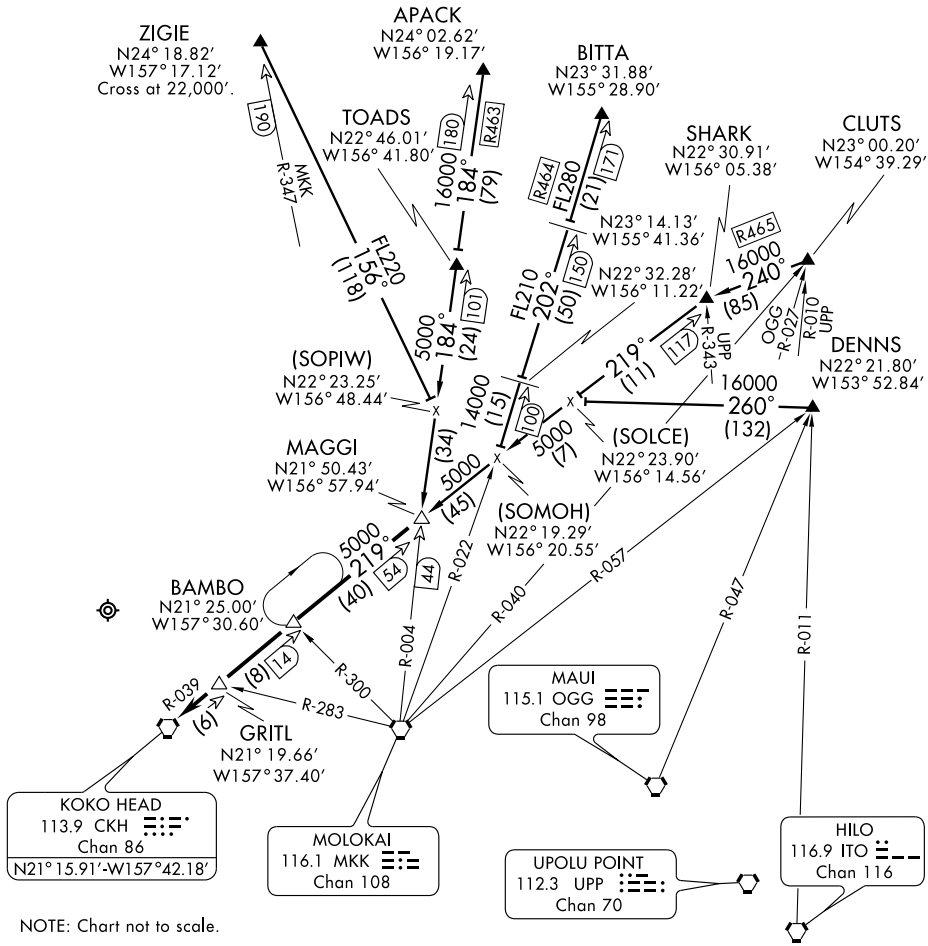 ZIGIE
N24° 18.82′
W157° 17.12′
Cross at 22,000′.
APACK
N24° 02.62′
W156° 19.17′
BITTA
N23° 31.88′
W155° 28.90′
TOADS
N22° 46.01′
W156° 41.80′
SHARK
N22° 30.91′
W156° 05.38′
CLUTS
N23° 00.20′
W154° 39.29′
190
MKK
R-347
FL220
156°
(118)
180
R463
16000
184°
(79)
101
5000
184°
(24)
R464
FL280
(21)
171
N23° 14.13′
W155° 41.36′
150
FL210
202°
(50)
N22° 32.28′
W156° 11.22′
14000
(15)
100
R465
16000
240°
(85)
219°
(11)
117
UPP
R-343
OGG
R-027
R-010
UPP
DENNS
N22° 21.80′
W153° 52.84′
16000
260°
(132)
(SOPIW)
N22° 23.25′
W156° 48.44′
x
(34)
x
x
5000
(7)
(SOLCE)
N22° 23.90′
W156° 14.56′
MAGGI
N21° 50.43′
W156° 57.94′
5000
(45)
(SOMOH)
N22° 19.29′
W156° 20.55′
5000
219°
(40)
54
44
R-004
R-022
R-040
R-057
R-047
R-011
BAMBO
N21° 25.00′
W157° 30.60′
(8)
14
R-300
R-283
R-039
(6)
GRITL
N21° 19.66′
W157° 37.40′
MAUI
115.1 OGG
Chan 98
KOKO HEAD
113.9 CKH
Chan 86
N21° 15.91′-W157° 42.18′
MOLOKAI
116.1 MKK
Chan 108
UPOLU POINT
112.3 UPP
Chan 70
HILO
116.9 ITO
Chan 116
NOTE: Chart not to scale.